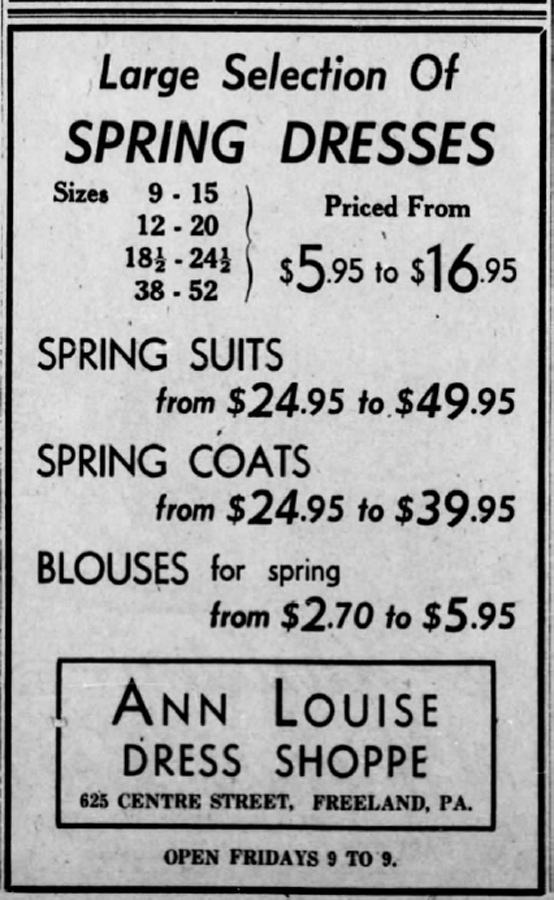 Large Selection Of
SPRING DRESSES
Sizes 9 - 15
12 - 20
18½ - 24½
38 - 52
Priced From
$5.95 to $16.95
SPRING SUITS
from $24.95 to $49.95
SPRING COATS
from $24.95 to $39.95
BLOUSES for spring
from $2.70 to $5.95
ANN LOUISE
DRESS SHOPPE
625 CENTRE STREET, FREELAND, PA.
OPEN FRIDAYS 9 TO 9.